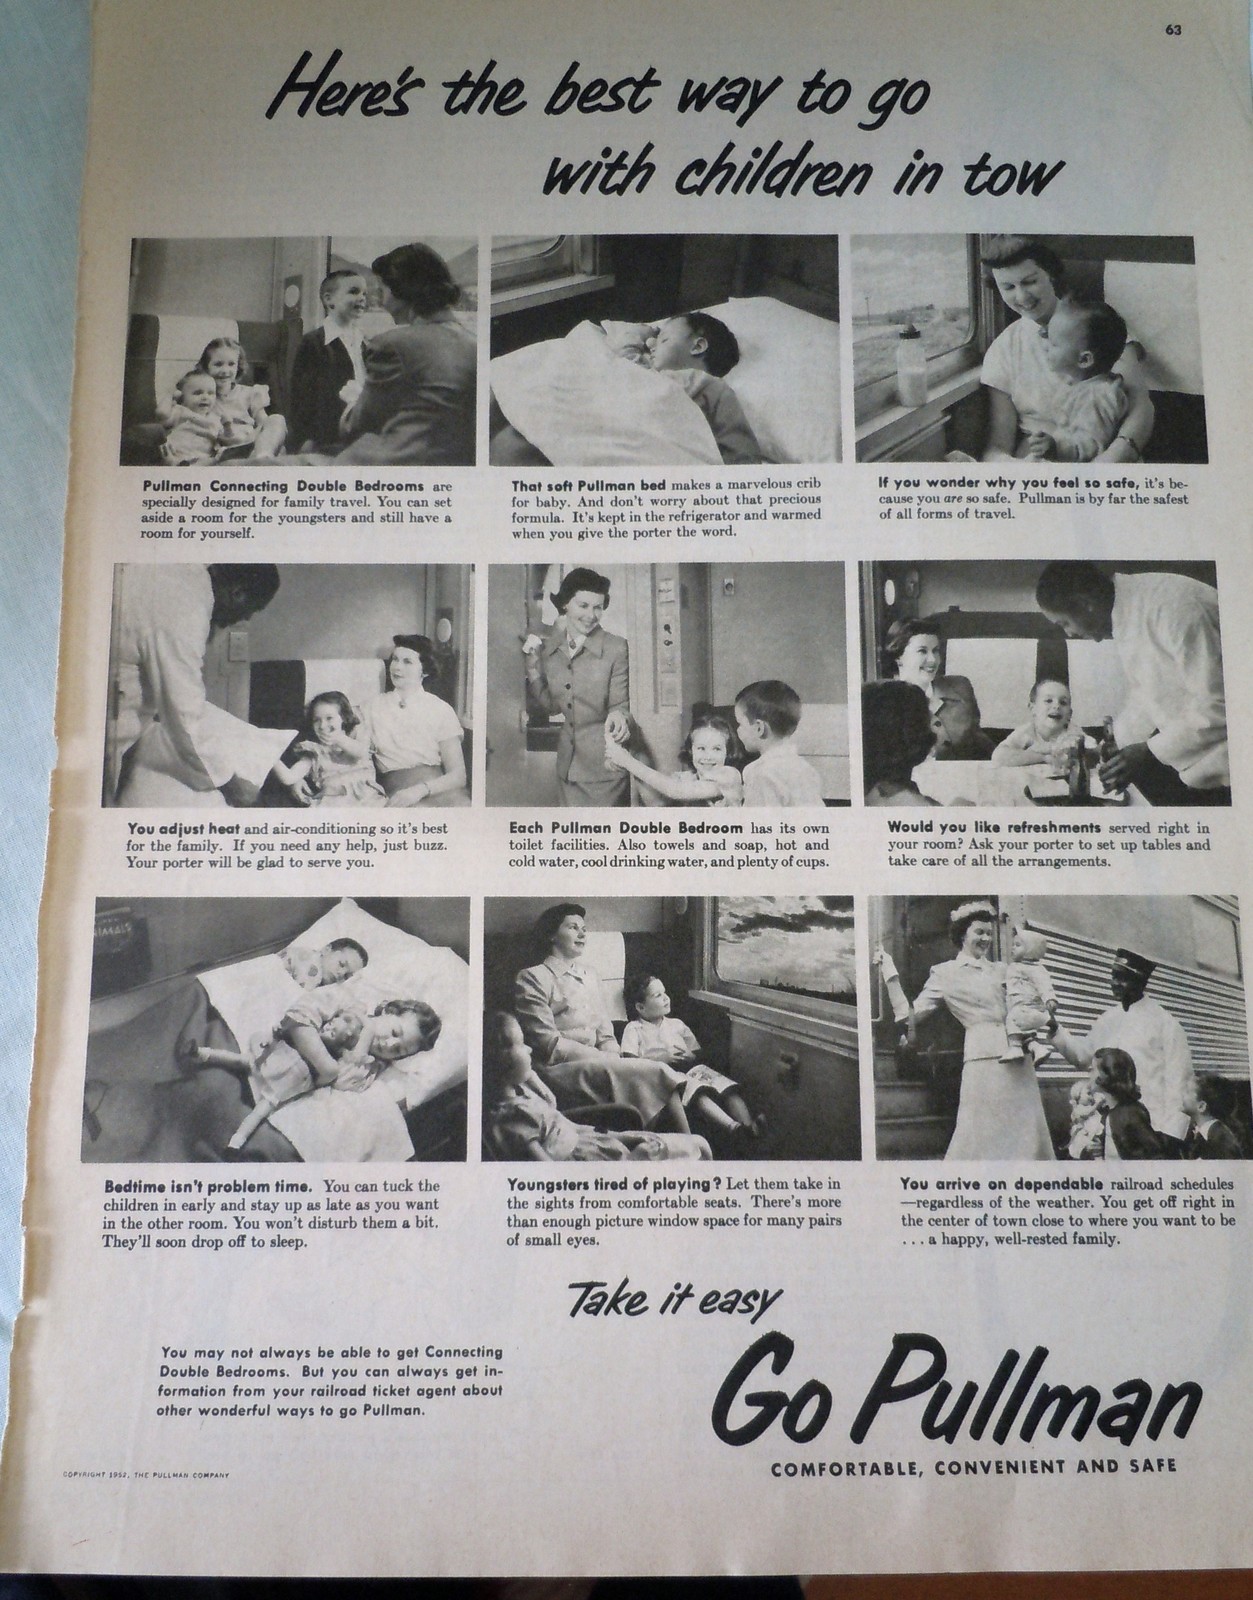 63
Here's the best way to go
with children in tow
Pullman Connecting Double Bedrooms are
specially designed for family travel. You can set
aside a room for the youngsters and still have a
room for yourself.
That soft Pullman bed makes a marvelous crib
for baby. And don't worry about that precious
formula. It's kept in the refrigerator and warmed
when you give the porter the word.
If you wonder why you feel so safe, it's be-
cause you are so safe. Pullman is by far the safest
of all forms of travel.
You adjust heat and air-conditioning so it's best
for the family. If you need any help, just buzz.
Your porter will be glad to serve you.
Each Pullman Double Bedroom has its own
toilet facilities. Also towels and soap, hot and
cold water, cool drinking water, and plenty of cups.
Would you like refreshments served right in
your room? Ask your porter to set up tables and
take care of all the arrangements.
Bedtime isn't problem time. You can tuck the
children in early and stay up as late as you want
in the other room. You won't disturb them a bit.
They'll soon drop off to sleep.
Youngsters tired of playing? Let them take in
the sights from comfortable seats. There's more
than enough picture window space for many pairs
of small eyes.
You arrive on dependable railroad schedules
—regardless of the weather. You get off right in
the center of town close to where you want to be
... a happy, well-rested family.
Take it easy
Go Pullman
COMFORTABLE, CONVENIENT AND SAFE
You may not always be able to get Connecting
Double Bedrooms. But you can always get in-
formation from your railroad ticket agent about
other wonderful ways to go Pullman.
COPYRIGHT 1952, THE PULLMAN COMPANY